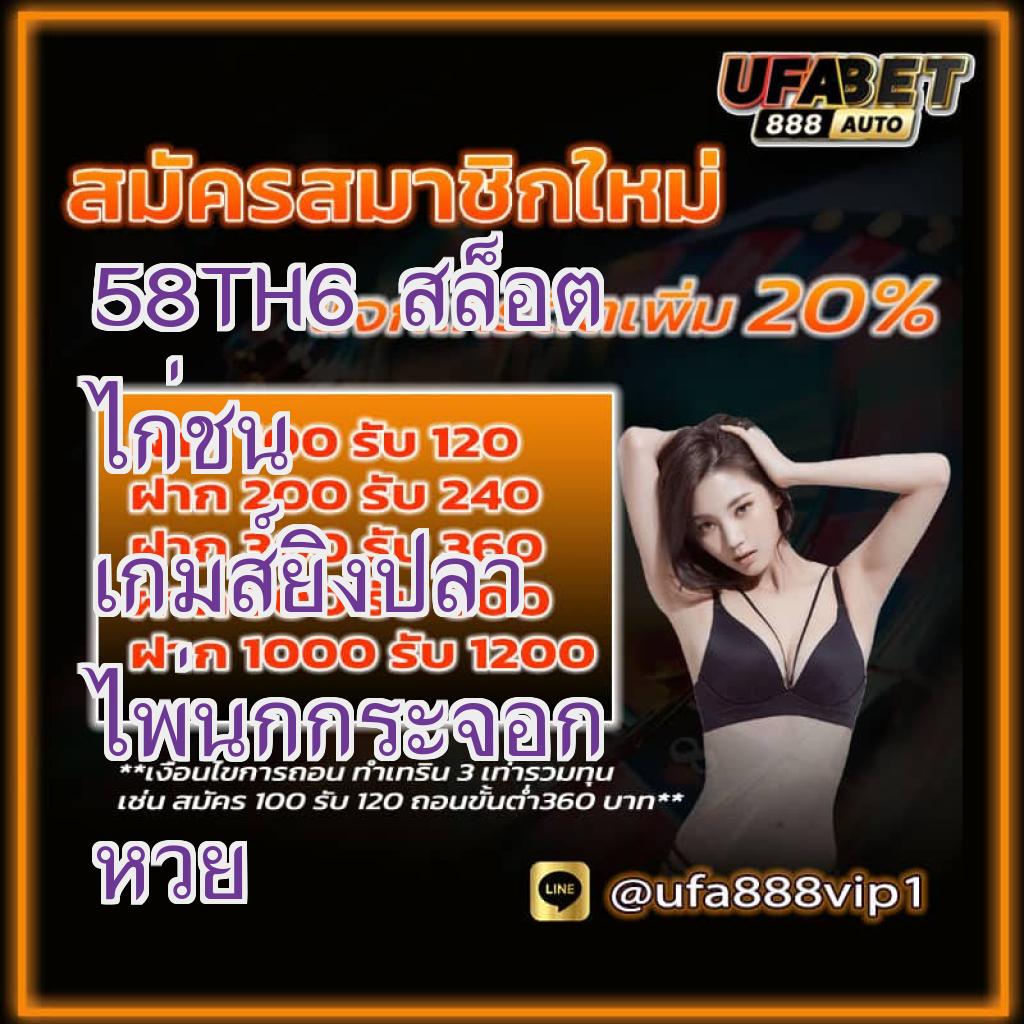 UFABET
888 AUTO
สมัครสมาชิกใหม่
58TH6 สล็อต
เพิ่ม 20%
ไก่ชน
รับ 120
ฝาก 200 รับ 240
ฝาก รับ 360
เกมส์ยิงปลา
ฝาก 1000 รับ 1200
ไพ่นกกระจอก
**เงื่อนไขการถอน ทำเทริน 3 เท่ารวมทุน
เช่น สมัคร 100 รับ 120 ถอนขั้นต่ำ360 บาท**
หวย
LINE @ufa888vip1